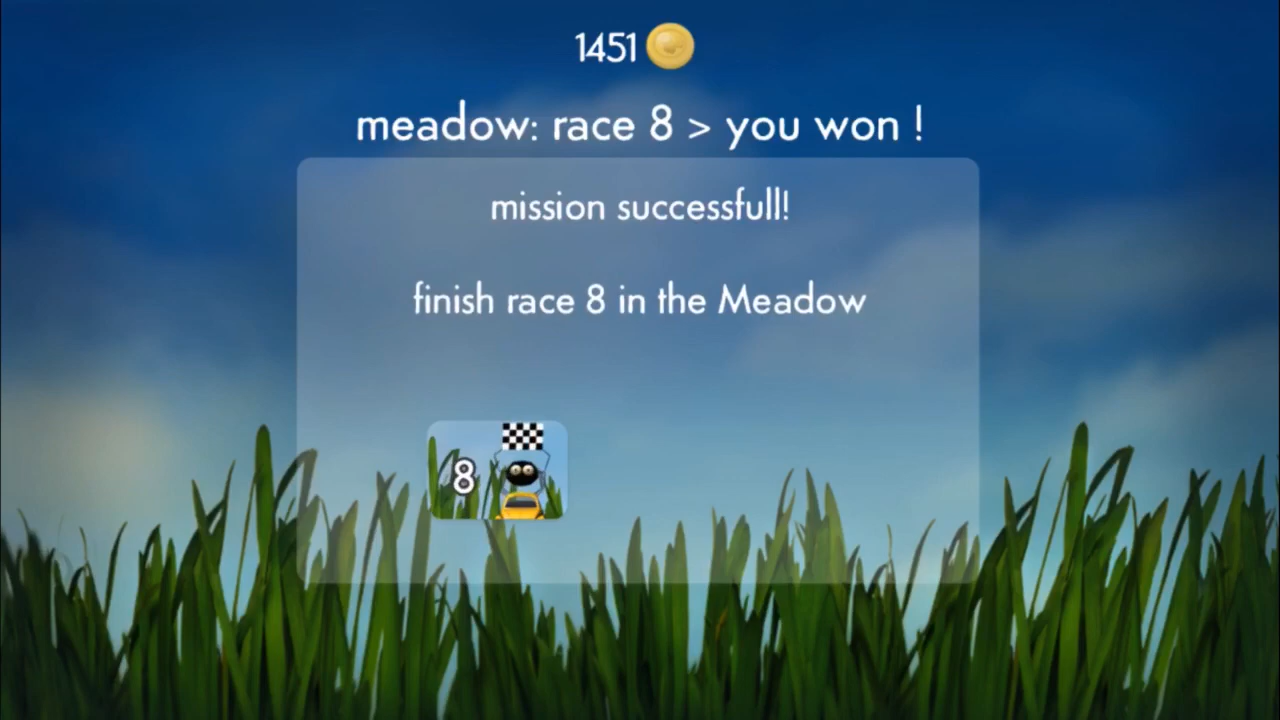 1451
meadow: race 8 > you won !
mission successfull!
finish race 8 in the Meadow
8